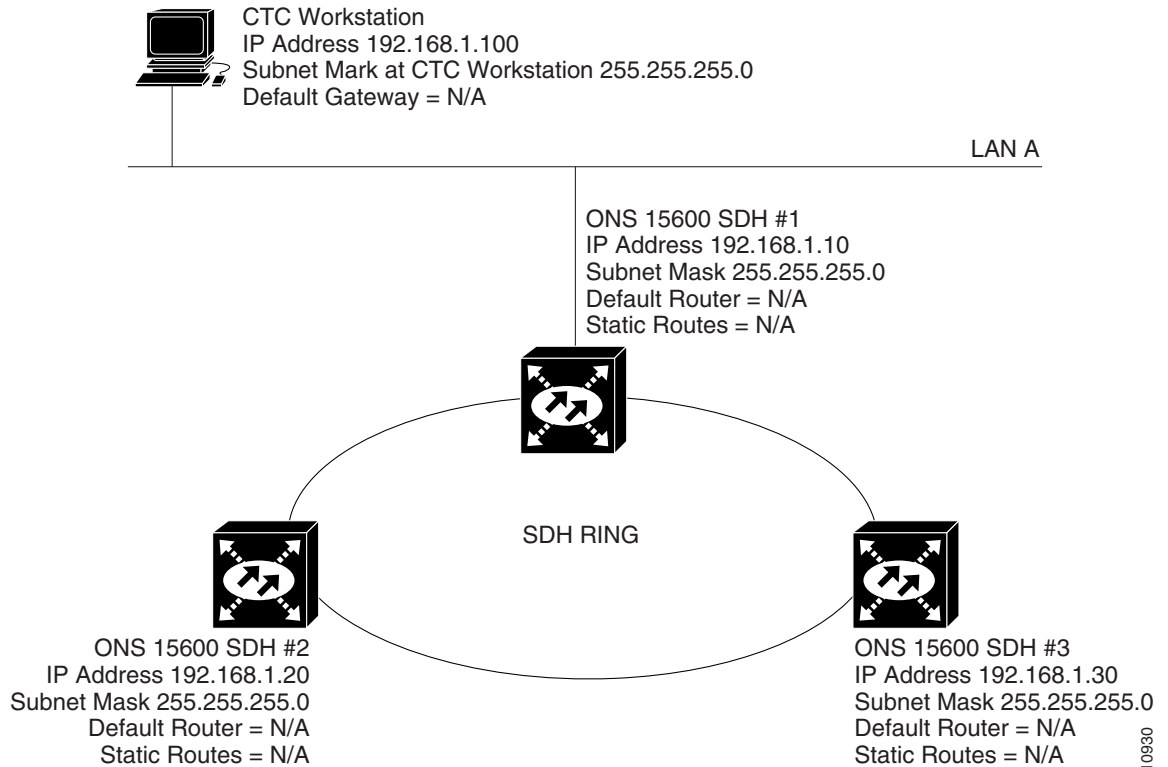 CTC Workstation
IP Address 192.168.1.100
Subnet Mark at CTC Workstation 255.255.255.0
Default Gateway = N/A
LAN A
ONS 15600 SDH #1
IP Address 192.168.1.10
Subnet Mask 255.255.255.0
Default Router = N/A
Static Routes = N/A
SDH RING
ONS 15600 SDH #2
IP Address 192.168.1.20
Subnet Mask 255.255.255.0
Default Router = N/A
Static Routes = N/A
ONS 15600 SDH #3
IP Address 192.168.1.30
Subnet Mask 255.255.255.0
Default Router = N/A
Static Routes = N/A